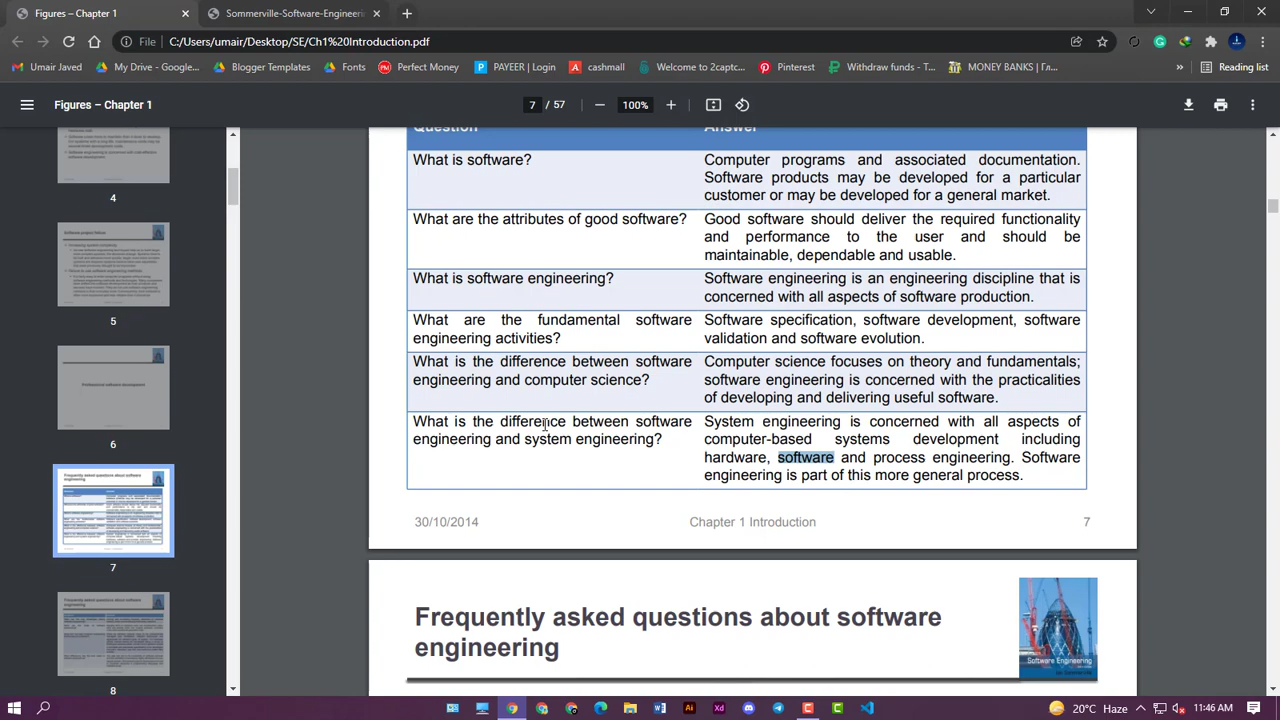 Figures – Chapter 1
Sommerville-Software-Engineeri
File
C:/Users/umair/Desktop/SE/Ch1%20Introduction.pdf
Umair Javed
My Drive - Google...
Blogger Templates
Fonts
Perfect Money
PAYEER | Login
cashmall
Welcome to 2captc...
Pinterest
Withdraw funds - T...
MONEY BANKS | Гл...
»
Reading list
Figures – Chapter 1
7 / 57
100%
4
5
6
7
8
Question
Answer
What is software?
Computer programs and associated documentation.
Software products may be developed for a particular
customer or may be developed for a general market.
What are the attributes of good software?
Good software should deliver the required functionality
and performance to the user and should be
maintainable, dependable and usable.
What is software engineering?
Software engineering is an engineering discipline that is
concerned with all aspects of software production.
What are the fundamental software
engineering activities?
Software specification, software development, software
validation and software evolution.
What is the difference between software
engineering and computer science?
Computer science focuses on theory and fundamentals;
software engineering is concerned with the practicalities
of developing and delivering useful software.
What is the difference between software
engineering and system engineering?
System engineering is concerned with all aspects of
computer-based systems development including
hardware, software and process engineering. Software
engineering is part of this more general process.
30/10/2014
Chapter 1 Introduction
7
Frequently asked questions about software
engineering
Software Engineering
20°C Haze
11:46 AM